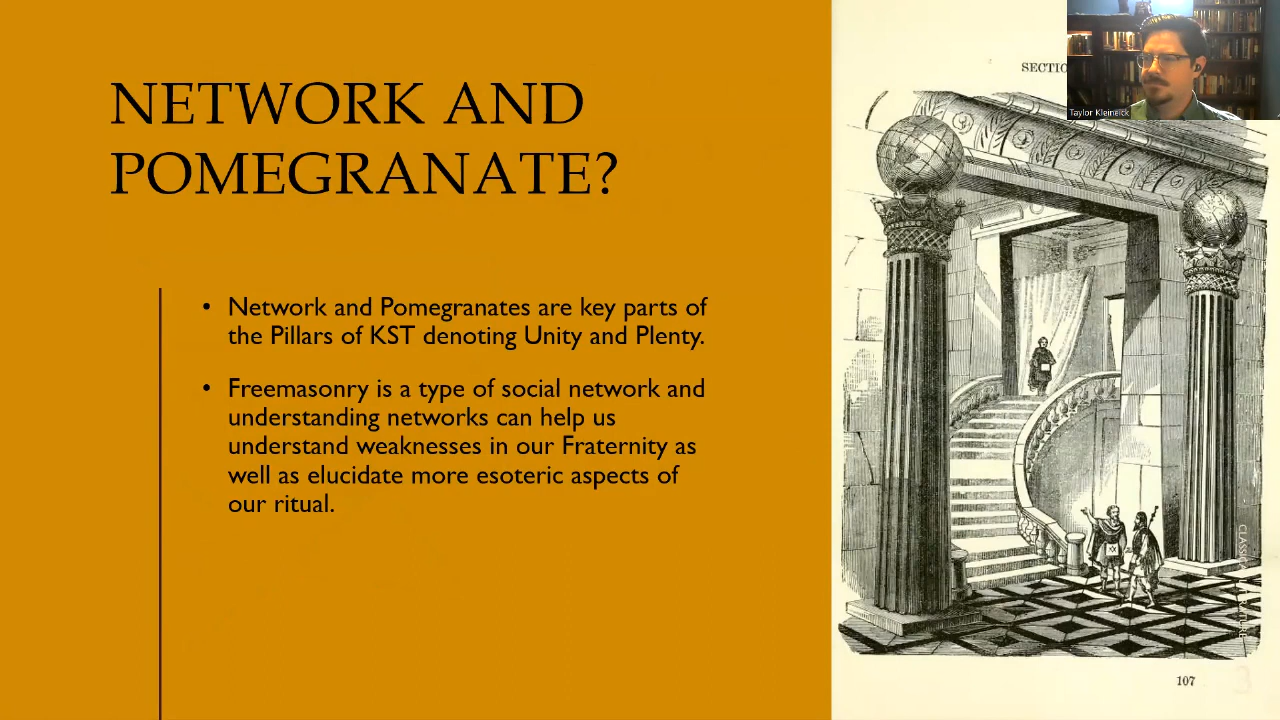 NETWORK AND
POMEGRANATE?
• Network and Pomegranates are key parts of
the Pillars of KST denoting Unity and Plenty.
• Freemasonry is a type of social network and
understanding networks can help us
understand weaknesses in our Fraternity as
well as elucidate more esoteric aspects of
our ritual.
Taylor Kleineick
107